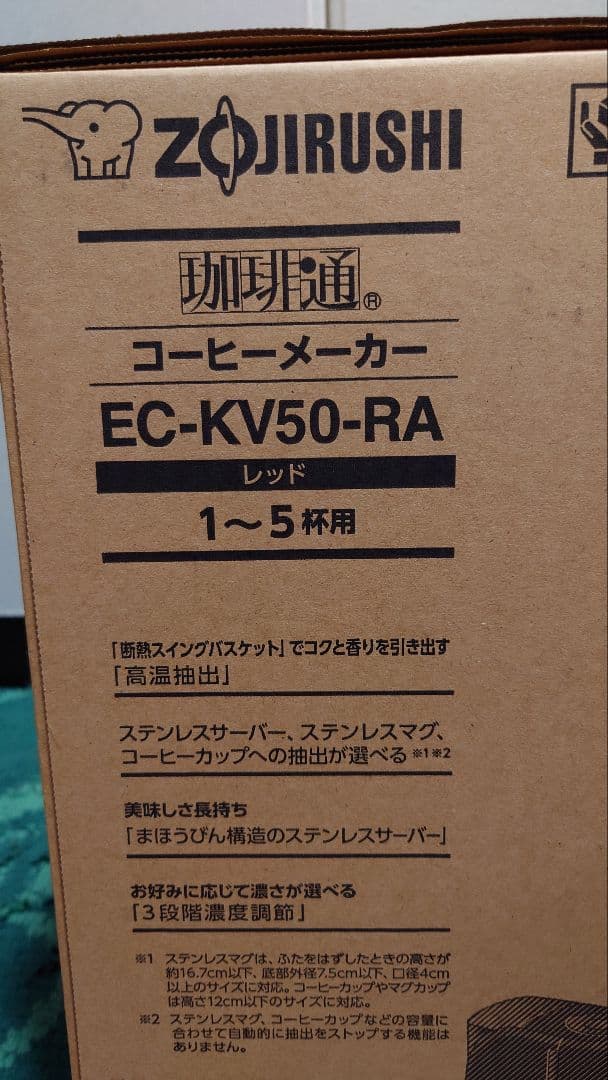 ZOJIRUSHI
珈琲通®
コーヒーメーカー
EC-KV50-RA
レッド
1～5杯用
「断熱スイングバスケット」でコクと香りを引き出す
「高温抽出」
ステンレスサーバー、ステンレスマグ、
コーヒーカップへの抽出が選べる※1※2
美味しさ長持ち
「まほうびん構造のステンレスサーバー」
お好みに応じて濃さが選べる
「3段階濃度調節」
※1 ステンレスマグは、ふたをはずしたときの高さが
約16.7cm以下、底部外径7.5cm以下、口径4cm
以上のサイズに対応。コーヒーカップやマグカップ
は高さ12cm以下のサイズに対応。
※2 ステンレスマグ、コーヒーカップなどの容量に
合わせて自動的に抽出をストップする機能は
ありません。